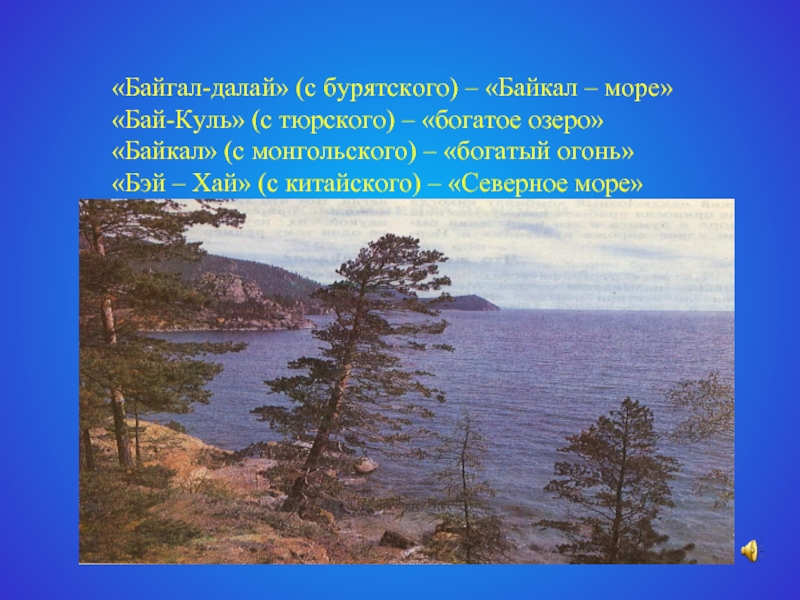 «Байгал-далай» (с бурятского) – «Байкал – море»
«Бай-Куль» (с тюрского) – «богатое озеро»
«Байкал» (с монгольского) – «богатый огонь»
«Бэй – Хай» (с китайского) – «Северное море»